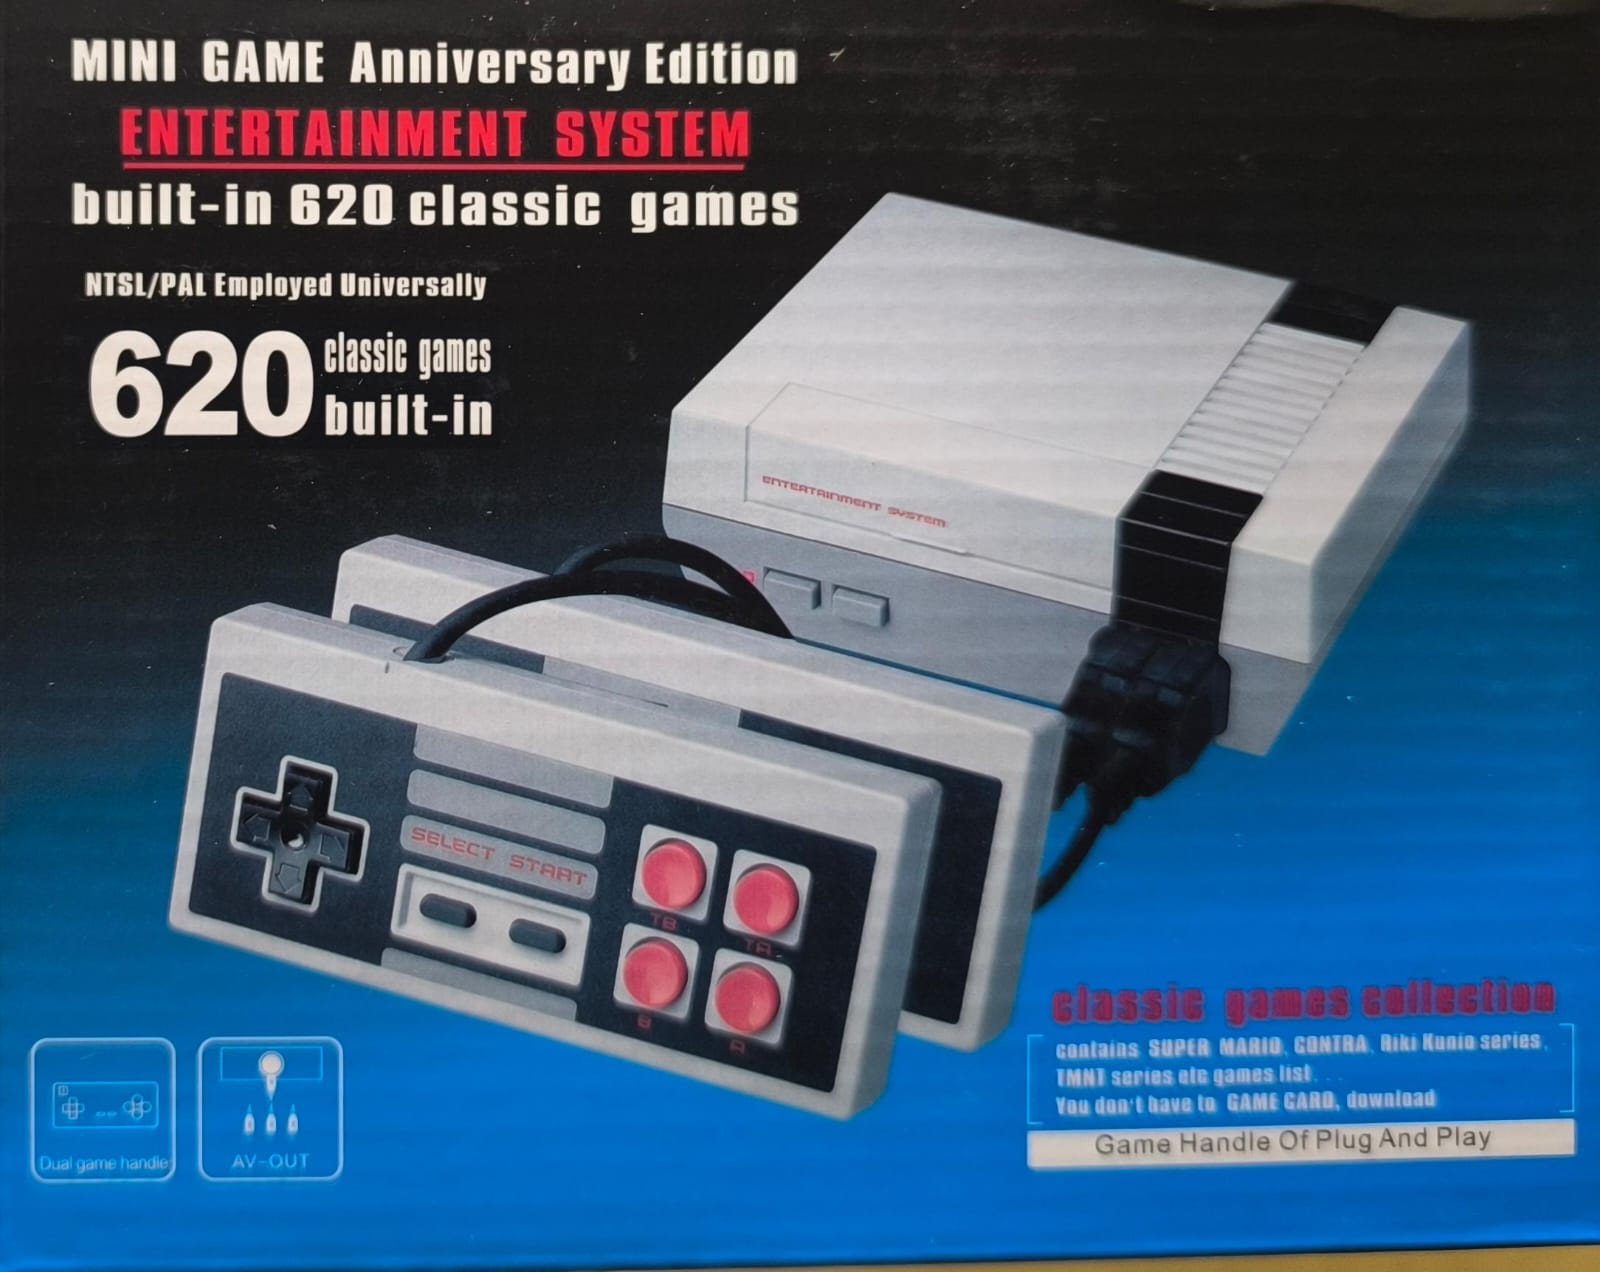 MINI GAME Anniversary Edition
ENTERTAINMENT SYSTEM
built-in 620 classic games
NTSL/PAL Employed Universally
620 classic games
built-in
ENTERTAINMENT SYSTEM
SELECT START
TB TA
B A
classic games collection
contains SUPER MARIO, CONTRA, Riki Kunio series,
TMNT series etc games list...
You don't have to GAME CARD, download
Game Handle Of Plug And Play
Dual game handle
AV-OUT